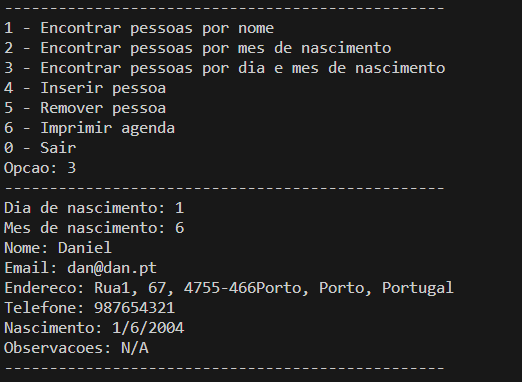 -------------------------------------------------
1 - Encontrar pessoas por nome
2 - Encontrar pessoas por mes de nascimento
3 - Encontrar pessoas por dia e mes de nascimento
4 - Inserir pessoa
5 - Remover pessoa
6 - Imprimir agenda
0 - Sair
Opcao: 3
-------------------------------------------------
Dia de nascimento: 1
Mes de nascimento: 6
Nome: Daniel
Email: dan@dan.pt
Endereco: Rua1, 67, 4755-466Porto, Porto, Portugal
Telefone: 987654321
Nascimento: 1/6/2004
Observacoes: N/A
-------------------------------------------------